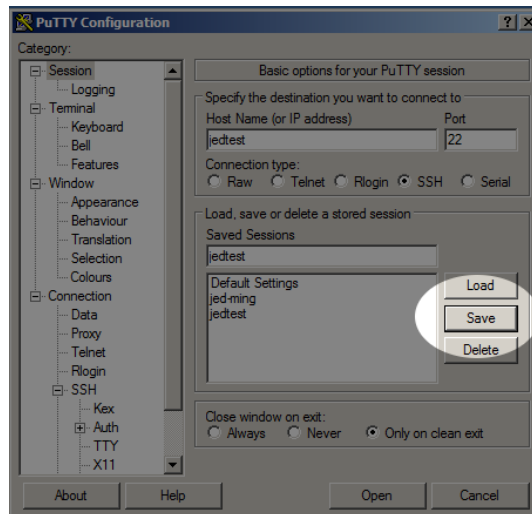 PuTTY Configuration
Category:
Session
Logging
Terminal
Keyboard
Bell
Features
Window
Appearance
Behaviour
Translation
Selection
Colours
Connection
Data
Proxy
Telnet
Rlogin
SSH
Kex
Auth
TTY
X11
Basic options for your PuTTY session
Specify the destination you want to connect to
Host Name (or IP address) Port
jedtest 22
Connection type:
Raw Telnet Rlogin SSH Serial
Load, save or delete a stored session
Saved Sessions
jedtest
Default Settings
jed-ming
jedtest
Load
Save
Delete
Close window on exit:
Always Never Only on clean exit
About Help Open Cancel